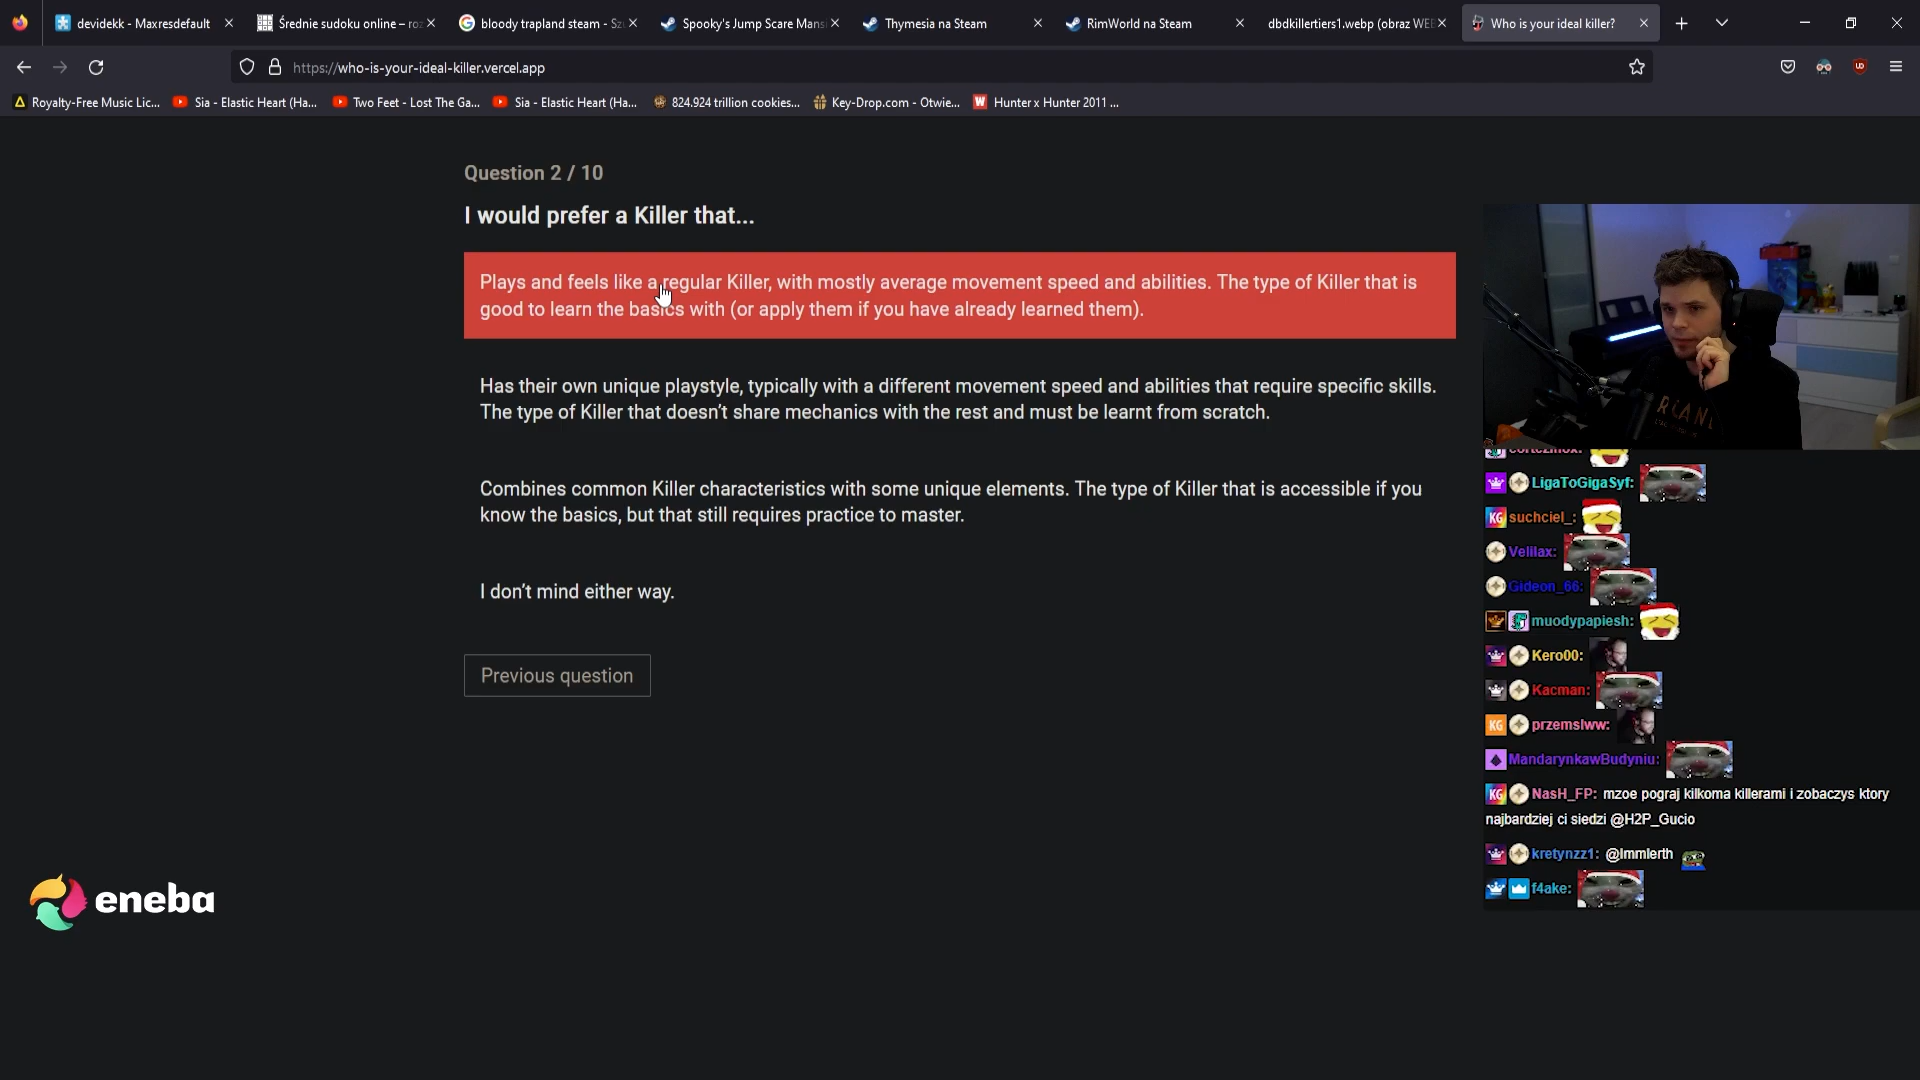 devidekk - Maxresdefault
Średnie sudoku online – roz
bloody trapland steam - Szu
Spooky's Jump Scare Mans
Thymesia na Steam
RimWorld na Steam
dbdkillertiers1.webp (obraz WE
Who is your ideal killer?
https://who-is-your-ideal-killer.vercel.app
Royalty-Free Music Lic...
Sia - Elastic Heart (Ha...
Two Feet - Lost The Ga...
Sia - Elastic Heart (Ha...
824.924 trillion cookies...
Key-Drop.com - Otwie...
Hunter x Hunter 2011 ...
Question 2 / 10
I would prefer a Killer that...
Plays and feels like a regular Killer, with mostly average movement speed and abilities. The type of Killer that is
good to learn the basics with (or apply them if you have already learned them).
Has their own unique playstyle, typically with a different movement speed and abilities that require specific skills.
The type of Killer that doesn't share mechanics with the rest and must be learnt from scratch.
Combines common Killer characteristics with some unique elements. The type of Killer that is accessible if you
know the basics, but that still requires practice to master.
I don't mind either way.
Previous question
eneba
LigaToGigaSyf:
KG suchciel_:
Velilax:
Gideon_66:
muodypapiesh:
Kero00:
Kacman:
KG przemslww:
MandarynkawBudyniu:
KG NasH_FP: mzoe pograj kilkoma killerami i zobaczys ktory
najbardziej ci siedzi @H2P_Gucio
kretynzz1: @Immlerth
f4ake: